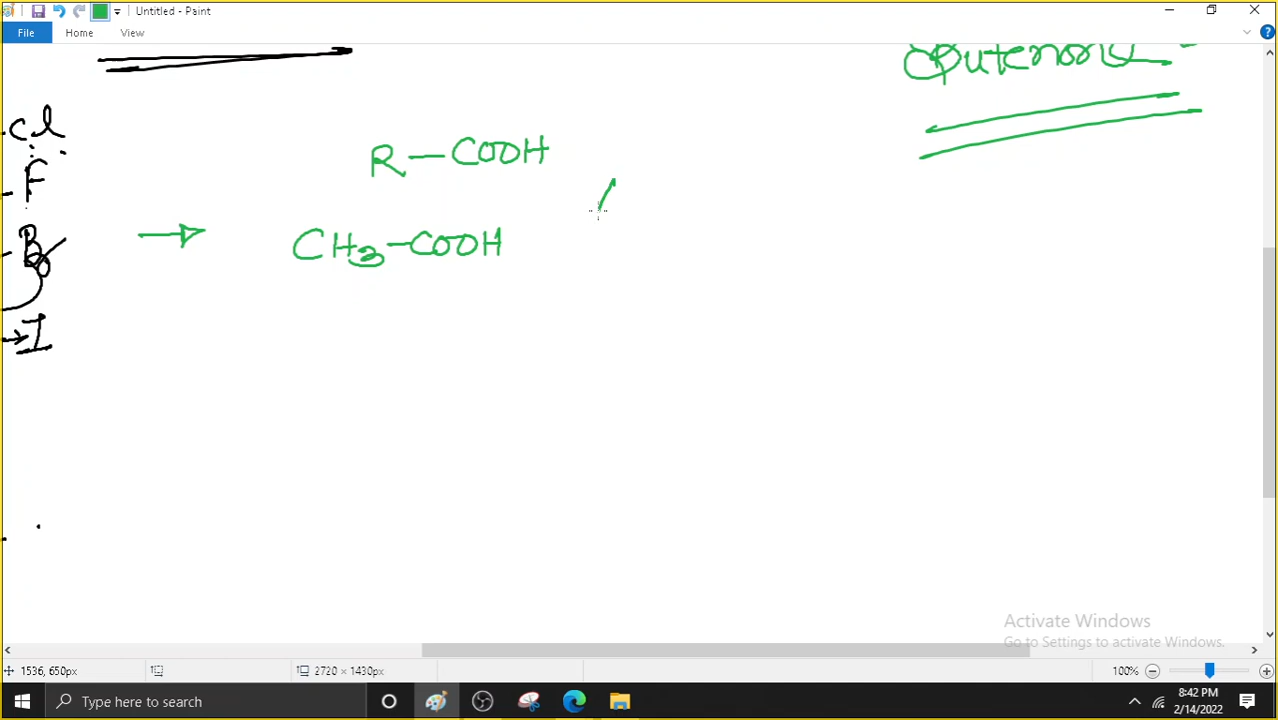 Untitled - Paint
File Home View
Cl
F
R-COOH
CH3-COOH
I
Activate Windows
Go to Settings to activate Windows.
1536, 650px
2720 × 1430px
100%
Type here to search
8:42 PM
2/14/2022